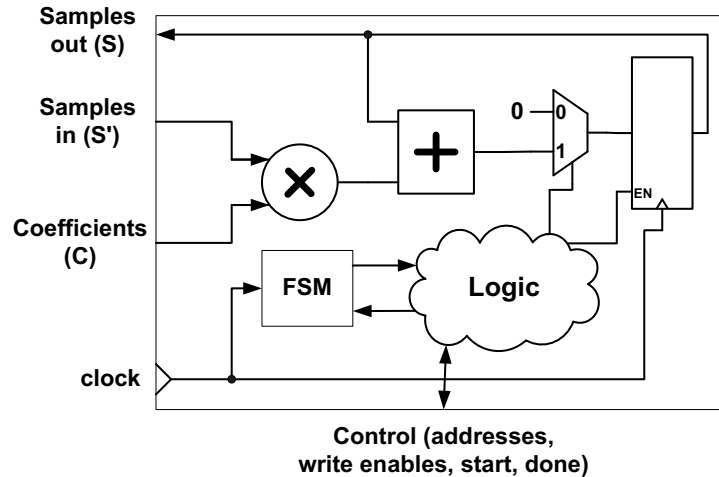 Samples
out (S)
Samples
in (S')
Coefficients
(C)
clock
0
0
1
EN
FSM
Logic
Control (addresses,
write enables, start, done)